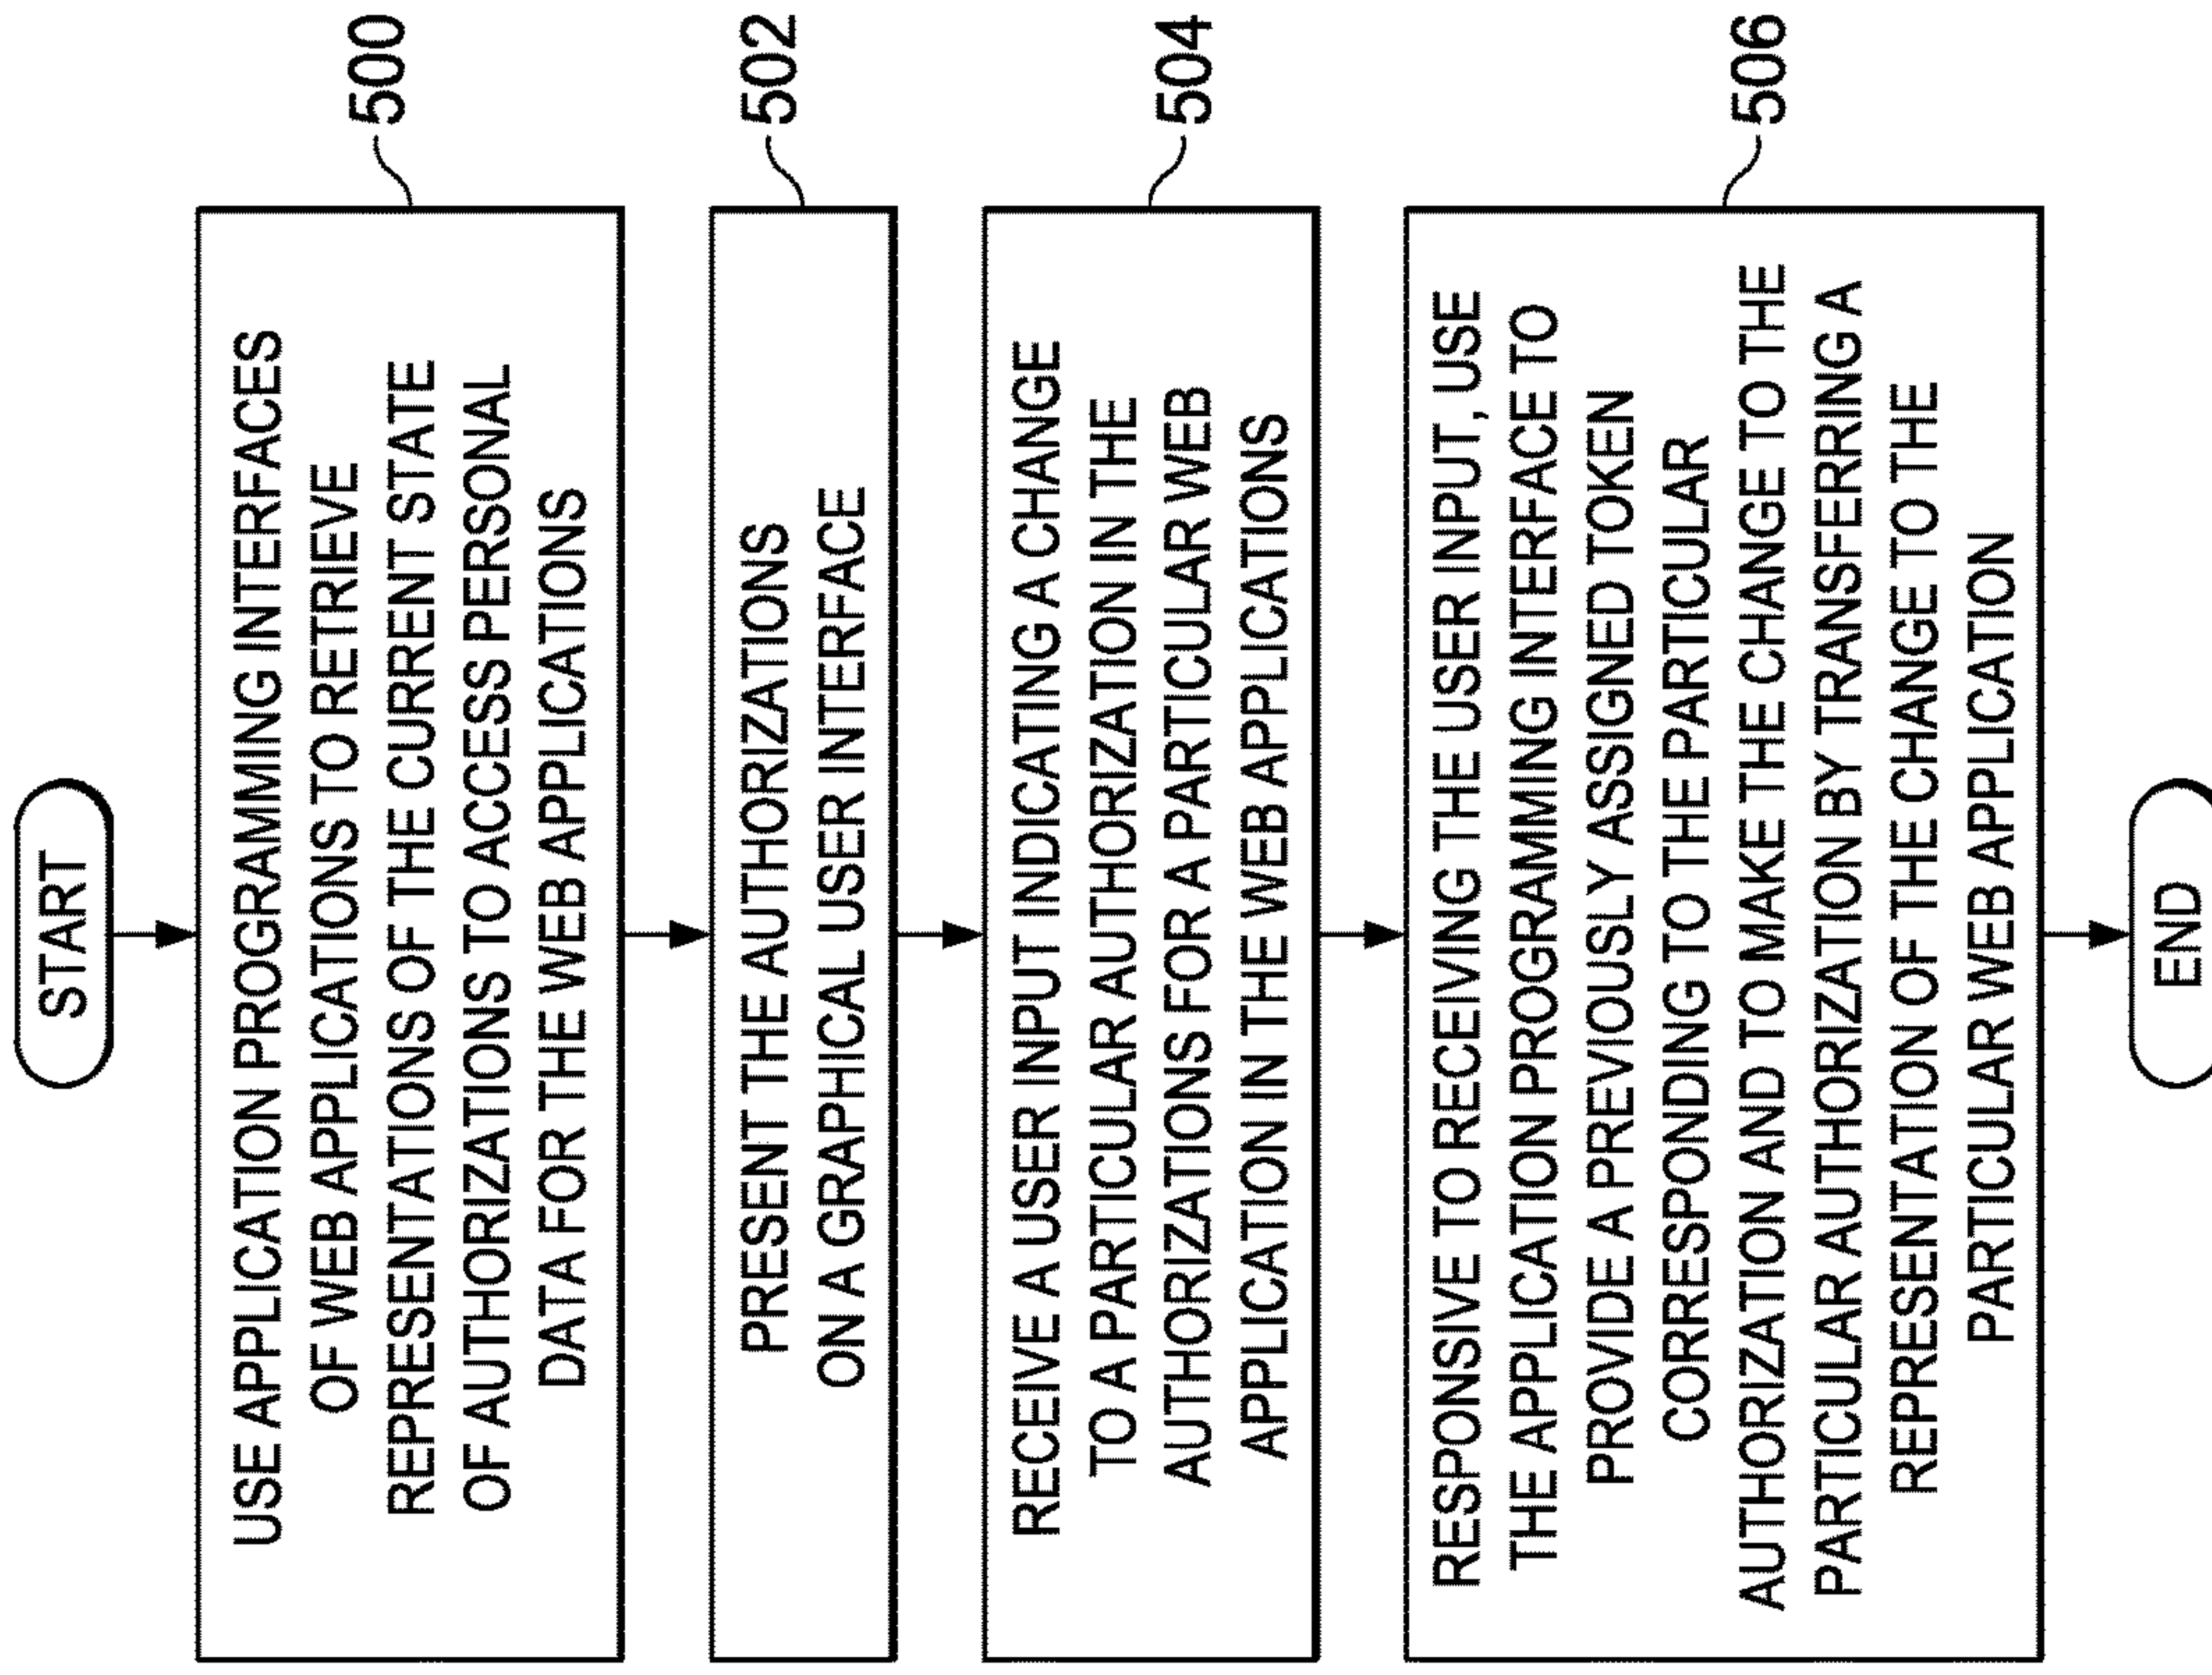 START
USE APPLICATION PROGRAMMING INTERFACES
OF WEB APPLICATIONS TO RETRIEVE
REPRESENTATIONS OF THE CURRENT STATE
OF AUTHORIZATIONS TO ACCESS PERSONAL
DATA FOR THE WEB APPLICATIONS
500
PRESENT THE AUTHORIZATIONS
ON A GRAPHICAL USER INTERFACE
502
RECEIVE A USER INPUT INDICATING A CHANGE
TO A PARTICULAR AUTHORIZATION IN THE
AUTHORIZATIONS FOR A PARTICULAR WEB
APPLICATION IN THE WEB APPLICATIONS
504
RESPONSIVE TO RECEIVING THE USER INPUT, USE
THE APPLICATION PROGRAMMING INTERFACE TO
PROVIDE A PREVIOUSLY ASSIGNED TOKEN
CORRESPONDING TO THE PARTICULAR
AUTHORIZATION AND TO MAKE THE CHANGE TO THE
PARTICULAR AUTHORIZATION BY TRANSFERRING A
REPRESENTATION OF THE CHANGE TO THE
PARTICULAR WEB APPLICATION
506
END